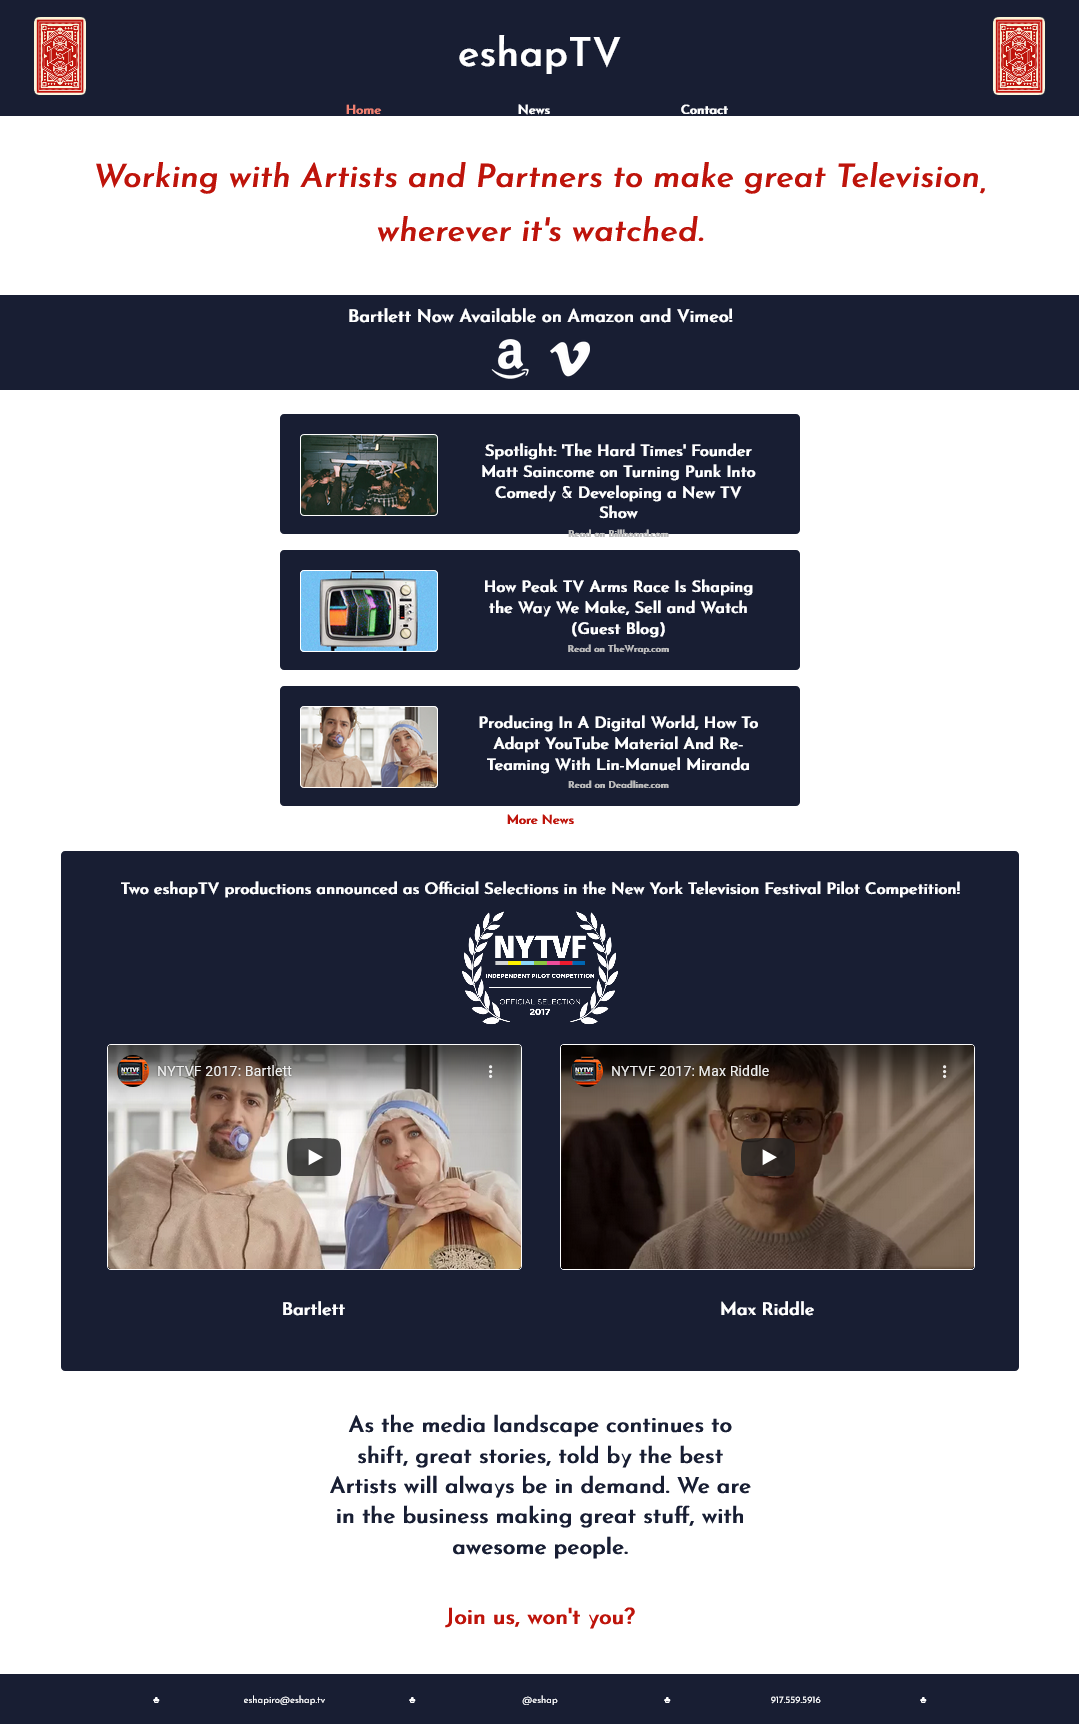 eshapTV
Home News Contact
Working with Artists and Partners to make great Television,
wherever it's watched.
Bartlett Now Available on Amazon and Vimeo!
Spotlight: 'The Hard Times' Founder
Matt Saincome on Turning Punk Into
Comedy & Developing a New TV
Show
Read on Billboard.com
How Peak TV Arms Race Is Shaping
the Way We Make, Sell and Watch
(Guest Blog)
Read on TheWrap.com
Producing In A Digital World, How To
Adapt YouTube Material And Re-
Teaming With Lin-Manuel Miranda
Read on Deadline.com
More News
Two eshapTV productions announced as Official Selections in the New York Television Festival Pilot Competition!
NYTVF
INDEPENDENT PILOT COMPETITION
OFFICIAL SELECTION
2017
NYTVF NYTVF 2017: Bartlett
NYTVF NYTVF 2017: Max Riddle
Bartlett
Max Riddle
As the media landscape continues to
shift, great stories, told by the best
Artists will always be in demand. We are
in the business making great stuff, with
awesome people.
Join us, won't you?
♣ eshapiro@eshap.tv ♣ @eshap ♣ 917.559.5916 ♣